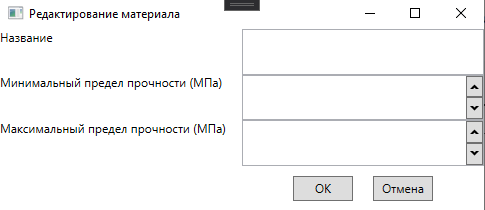 Редактирование материала
Название
Минимальный предел прочности (МПа)
Максимальный предел прочности (МПа)
OK
Отмена